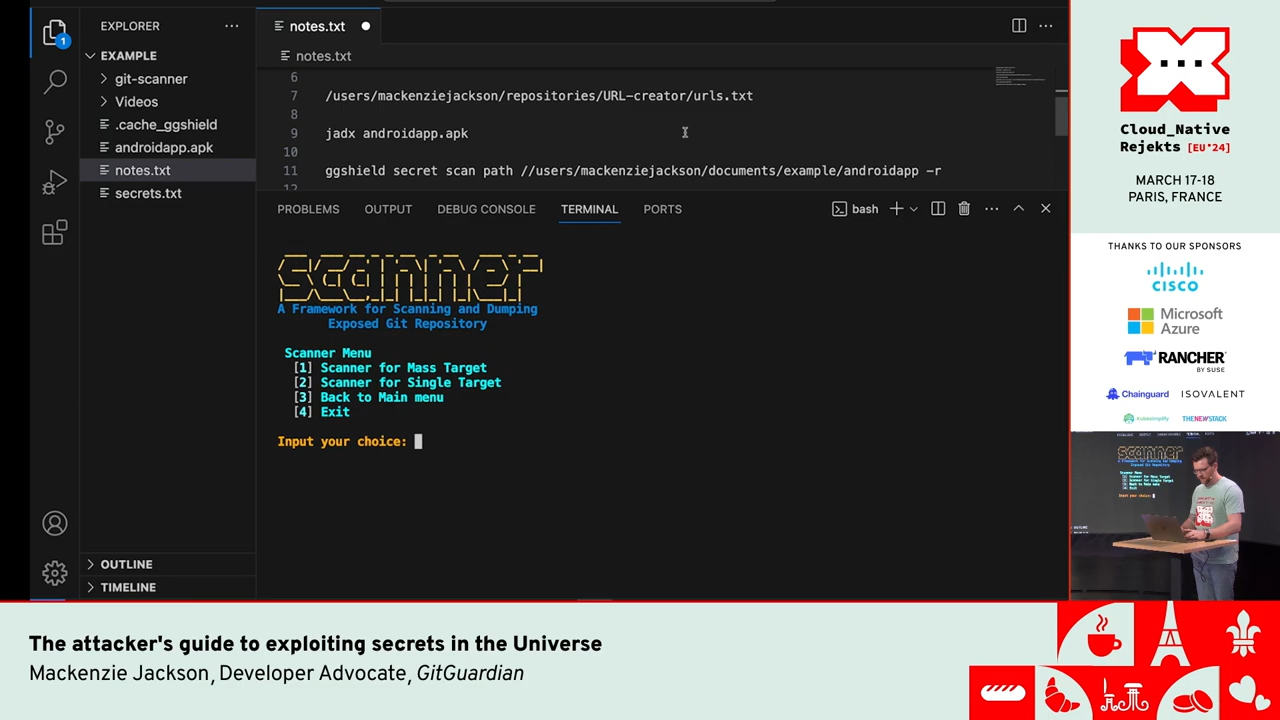 EXPLORER
EXAMPLE
git-scanner
Videos
.cache_ggshield
androidapp.apk
notes.txt
secrets.txt
OUTLINE
TIMELINE
1
notes.txt
notes.txt
6
7 /users/mackenziejackson/repositories/URL-creator/urls.txt
8
9 jadx androidapp.apk
10
11 ggshield secret scan path //users/mackenziejackson/documents/example/androidapp -r
12
PROBLEMS OUTPUT DEBUG CONSOLE TERMINAL PORTS
bash
scanner
A Framework for Scanning and Dumping
Exposed Git Repository
Scanner Menu
[1] Scanner for Mass Target
[2] Scanner for Single Target
[3] Back to Main menu
[4] Exit
Input your choice:
Cloud_Native
Rejekts [EU'24]
MARCH 17-18
PARIS, FRANCE
THANKS TO OUR SPONSORS
CISCO
Microsoft
Azure
RANCHER
BY SUSE
Chainguard ISOVALENT
kubesimplify THENEWSTACK
scanner
The attacker's guide to exploiting secrets in the Universe
Mackenzie Jackson, Developer Advocate, GitGuardian